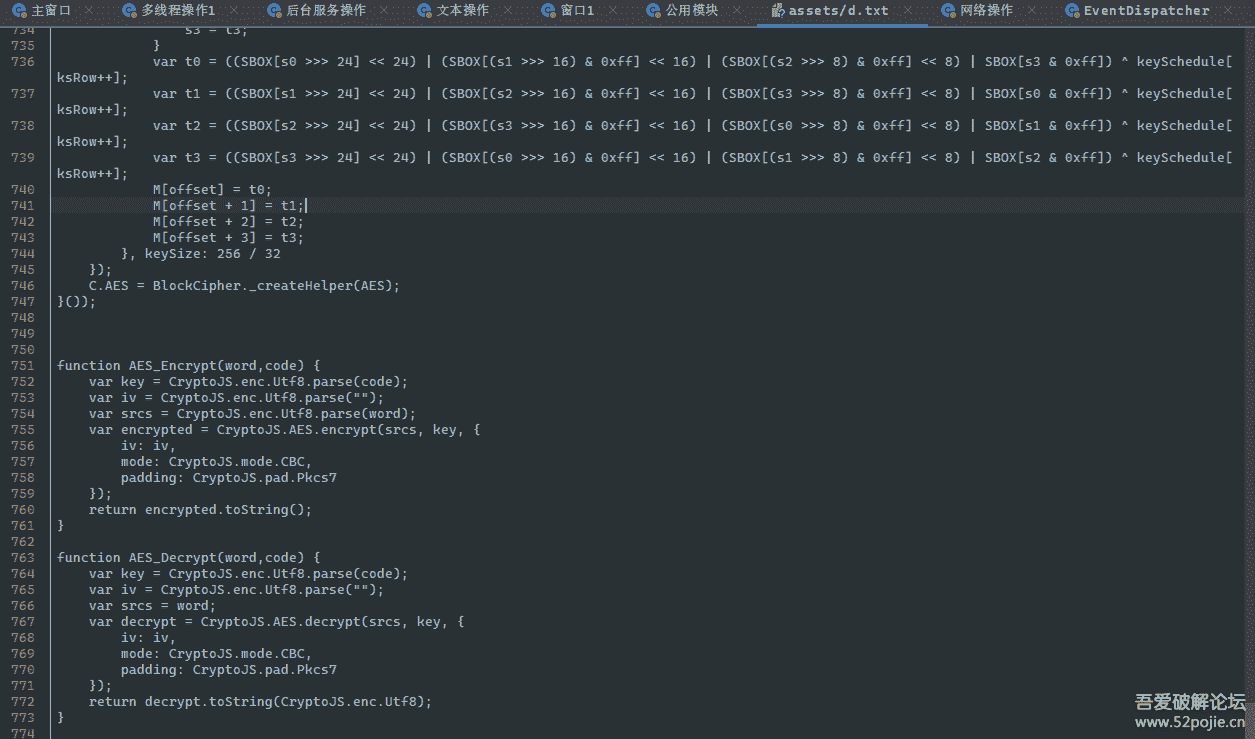 主窗口 多线程操作1 后台服务操作 文本操作 窗口1 公用模块 assets/d.txt 网络操作 EventDispatcher
734 s3 = t3;
735 }
736 var t0 = ((SBOX[s0 >>> 24] << 24) | (SBOX[(s1 >>> 16) & 0xff] << 16) | (SBOX[(s2 >>> 8) & 0xff] << 8) | SBOX[s3 & 0xff]) ^ keySchedule[
ksRow++];
737 var t1 = ((SBOX[s1 >>> 24] << 24) | (SBOX[(s2 >>> 16) & 0xff] << 16) | (SBOX[(s3 >>> 8) & 0xff] << 8) | SBOX[s0 & 0xff]) ^ keySchedule[
ksRow++];
738 var t2 = ((SBOX[s2 >>> 24] << 24) | (SBOX[(s3 >>> 16) & 0xff] << 16) | (SBOX[(s0 >>> 8) & 0xff] << 8) | SBOX[s1 & 0xff]) ^ keySchedule[
ksRow++];
739 var t3 = ((SBOX[s3 >>> 24] << 24) | (SBOX[(s0 >>> 16) & 0xff] << 16) | (SBOX[(s1 >>> 8) & 0xff] << 8) | SBOX[s2 & 0xff]) ^ keySchedule[
ksRow++];
740 M[offset] = t0;
741 M[offset + 1] = t1;
742 M[offset + 2] = t2;
743 M[offset + 3] = t3;
744 }, keySize: 256 / 32
745 });
746 C.AES = BlockCipher._createHelper(AES);
747 }());
748
749
750
751 function AES_Encrypt(word,code) {
752 var key = CryptoJS.enc.Utf8.parse(code);
753 var iv = CryptoJS.enc.Utf8.parse("");
754 var srcs = CryptoJS.enc.Utf8.parse(word);
755 var encrypted = CryptoJS.AES.encrypt(srcs, key, {
756 iv: iv,
757 mode: CryptoJS.mode.CBC,
758 padding: CryptoJS.pad.Pkcs7
759 });
760 return encrypted.toString();
761 }
762
763 function AES_Decrypt(word,code) {
764 var key = CryptoJS.enc.Utf8.parse(code);
765 var iv = CryptoJS.enc.Utf8.parse("");
766 var srcs = word;
767 var decrypt = CryptoJS.AES.decrypt(srcs, key, {
768 iv: iv,
769 mode: CryptoJS.mode.CBC,
770 padding: CryptoJS.pad.Pkcs7
771 });
772 return decrypt.toString(CryptoJS.enc.Utf8);
773 }
774
吾爱破解论坛
www.52pojie.cn